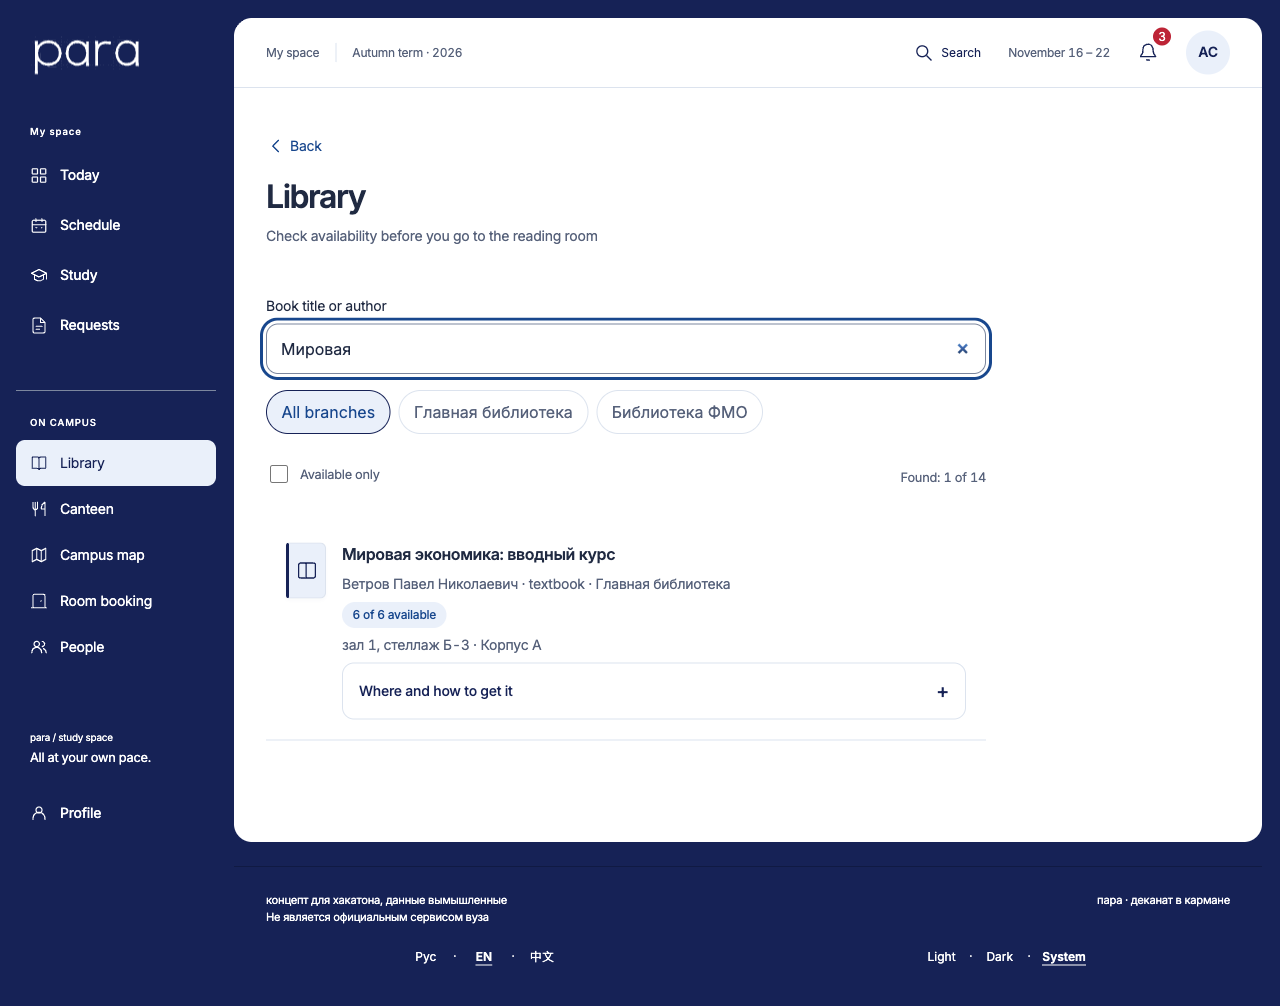 para
My space
Today
Schedule
Study
Requests
ON CAMPUS
Library
Canteen
Campus map
Room booking
People
para / study space
All at your own pace.
Profile
My space
Autumn term · 2026
Search
November 16 – 22
3
AC
Back
Library
Check availability before you go to the reading room
Book title or author
Мировая
All branches
Главная библиотека
Библиотека ФМО
Available only
Found: 1 of 14
Мировая экономика: вводный курс
Ветров Павел Николаевич · textbook · Главная библиотека
6 of 6 available
зал 1, стеллаж Б-3 · Корпус А
Where and how to get it
концепт для хакатона, данные вымышленные
Не является официальным сервисом вуза
пара · деканат в кармане
Рус · EN · 中文
Light · Dark · System